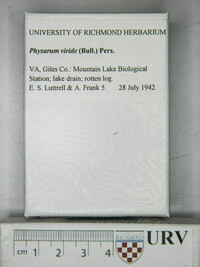 UNIVERSITY OF RICHMOND HERBARIUM
Physarum viride (Bull.) Pers.
VA, Giles Co.: Mountain Lake Biological
Station; lake drain; rotten log.
E. S. Luttrell & A. Frank 5 28 July 1942
cm 1 2 3 4
URV